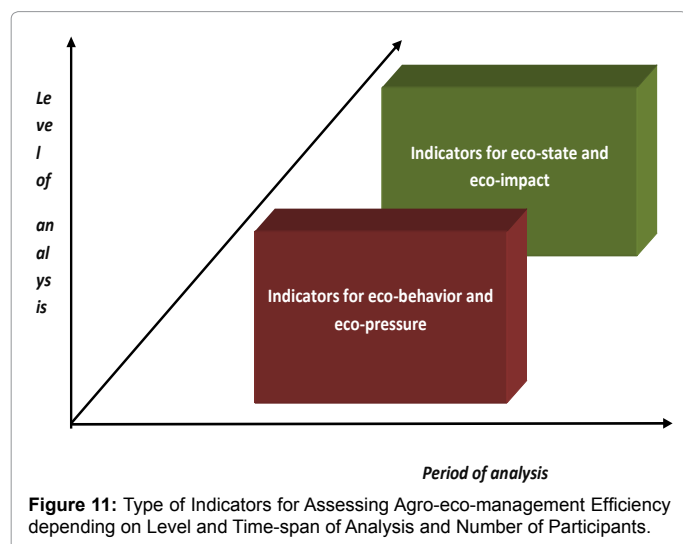 Le
ve
l of
an
al
ys
is
Indicators for eco-state and
eco-impact
Indicators for eco-behavior and
eco-pressure
Period of analysis
Figure 11: Type of Indicators for Assessing Agro-eco-management Efficiency
depending on Level and Time-span of Analysis and Number of Participants.